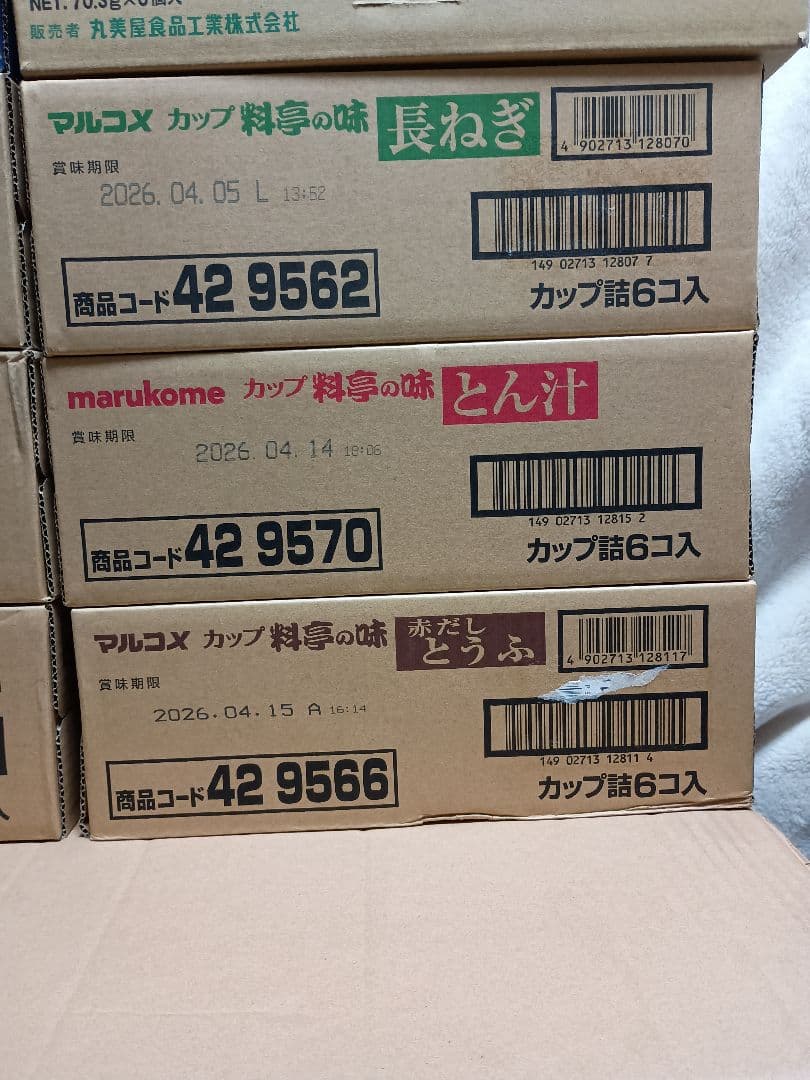 NET. 70.3g×6個入
販売者 丸美屋食品工業株式会社
マルコメ カップ 料亭の味 長ねぎ
4 902713 128070
賞味期限
2026. 04. 05 L 13:52
149 02713 12807 7
商品コード 42 9562
カップ詰6コ入
marukome カップ 料亭の味 とん汁
賞味期限
2026. 04. 14 18:06
149 02713 12815 2
商品コード 42 9570
カップ詰6コ入
マルコメ カップ 料亭の味 赤だし とうふ
4 902713 128117
賞味期限
2026.04.15 A 16:14
149 02713 12811 4
商品コード 42 9566
カップ詰6コ入